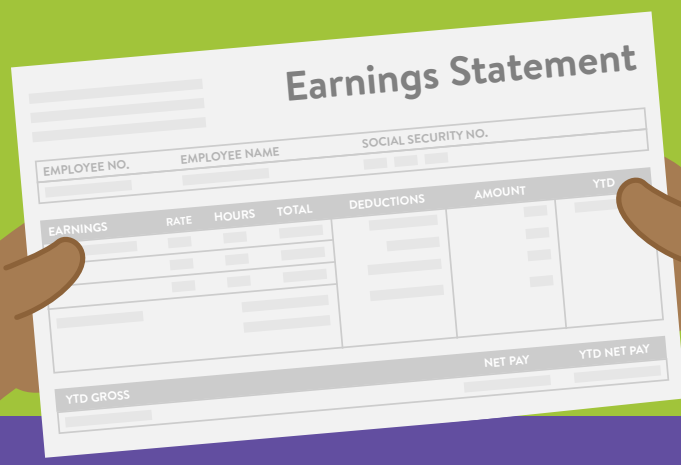 Earnings Statement
EMPLOYEE NO. EMPLOYEE NAME SOCIAL SECURITY NO.
EARNINGS RATE HOURS TOTAL DEDUCTIONS AMOUNT YTD
YTD GROSS NET PAY YTD NET PAY